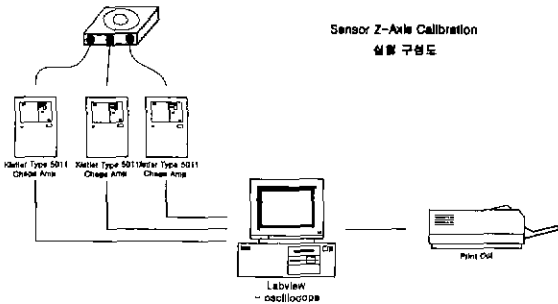 Sensor Z-Axis Calibration
실험 구성도
Kistler Type 5011
Charge Amp
Kistler Type 5011
Charge Amp
Kistler Type 5011
Charge Amp
Labview
- oscilloscope
Print Out